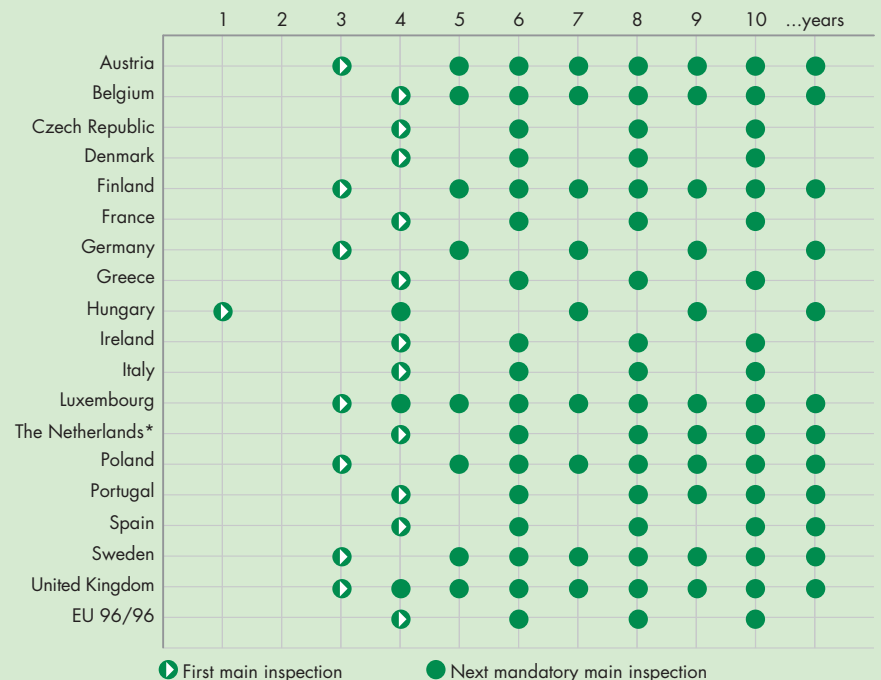 1 2 3 4 5 6 7 8 9 10 ...years
Austria
Belgium
Czech Republic
Denmark
Finland
France
Germany
Greece
Hungary
Ireland
Italy
Luxembourg
The Netherlands*
Poland
Portugal
Spain
Sweden
United Kingdom
EU 96/96
First main inspection Next mandatory main inspection